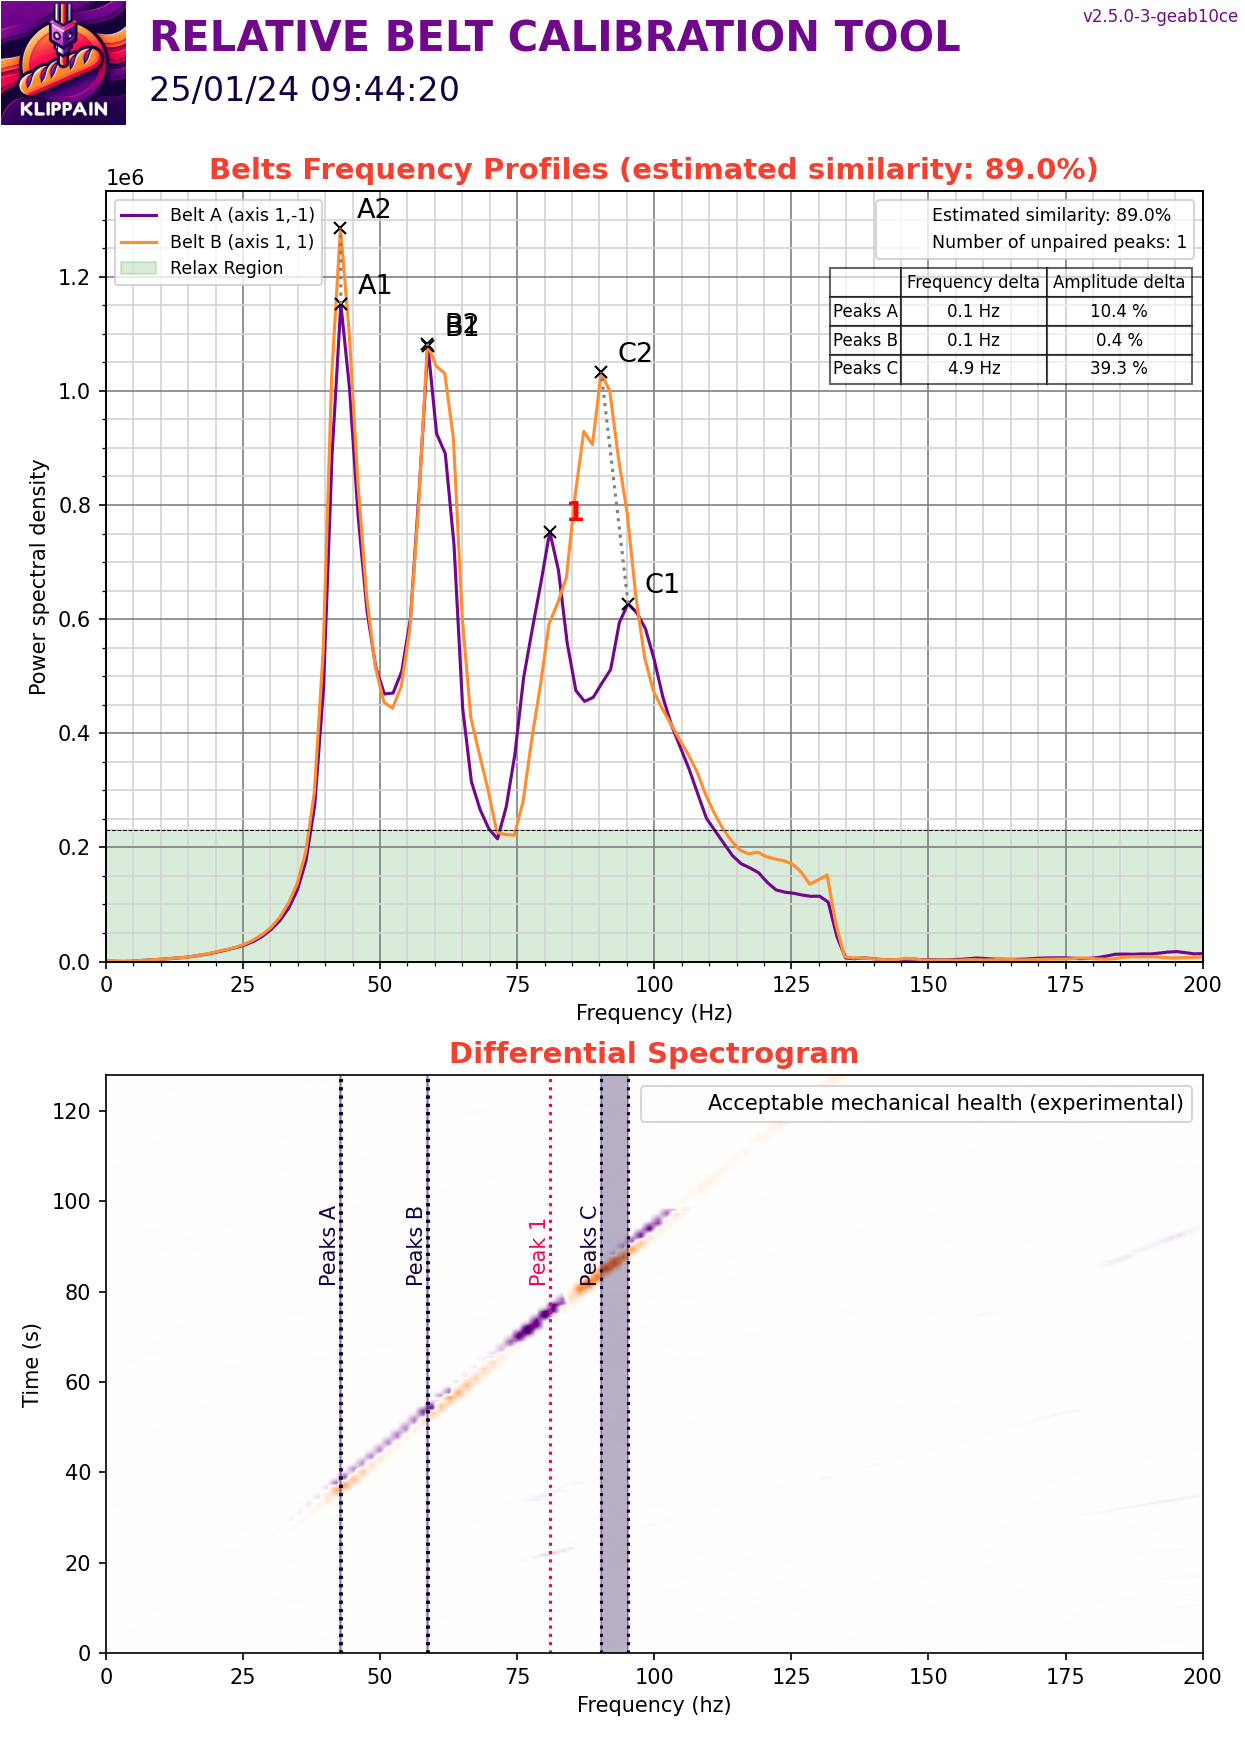 v2.5.0-3-geab10ce
RELATIVE BELT CALIBRATION TOOL
25/01/24 09:44:20
KLIPPAIN
Belts Frequency Profiles (estimated similarity: 89.0%)
1e6
Belt A (axis 1,-1)
Belt B (axis 1, 1)
Relax Region
Estimated similarity: 89.0%
Number of unpaired peaks: 1
Frequency delta Amplitude delta
Peaks A 0.1 Hz 10.4 %
Peaks B 0.1 Hz 0.4 %
Peaks C 4.9 Hz 39.3 %
A2
A1
B2
B1
C2
1
C1
Power spectral density
1.2
1.0
0.8
0.6
0.4
0.2
0.0
0 25 50 75 100 125 150 175 200
Frequency (Hz)
Differential Spectrogram
Acceptable mechanical health (experimental)
Peaks A
Peaks B
Peak 1
Peaks C
Time (s)
120
100
80
60
40
20
0
0 25 50 75 100 125 150 175 200
Frequency (hz)